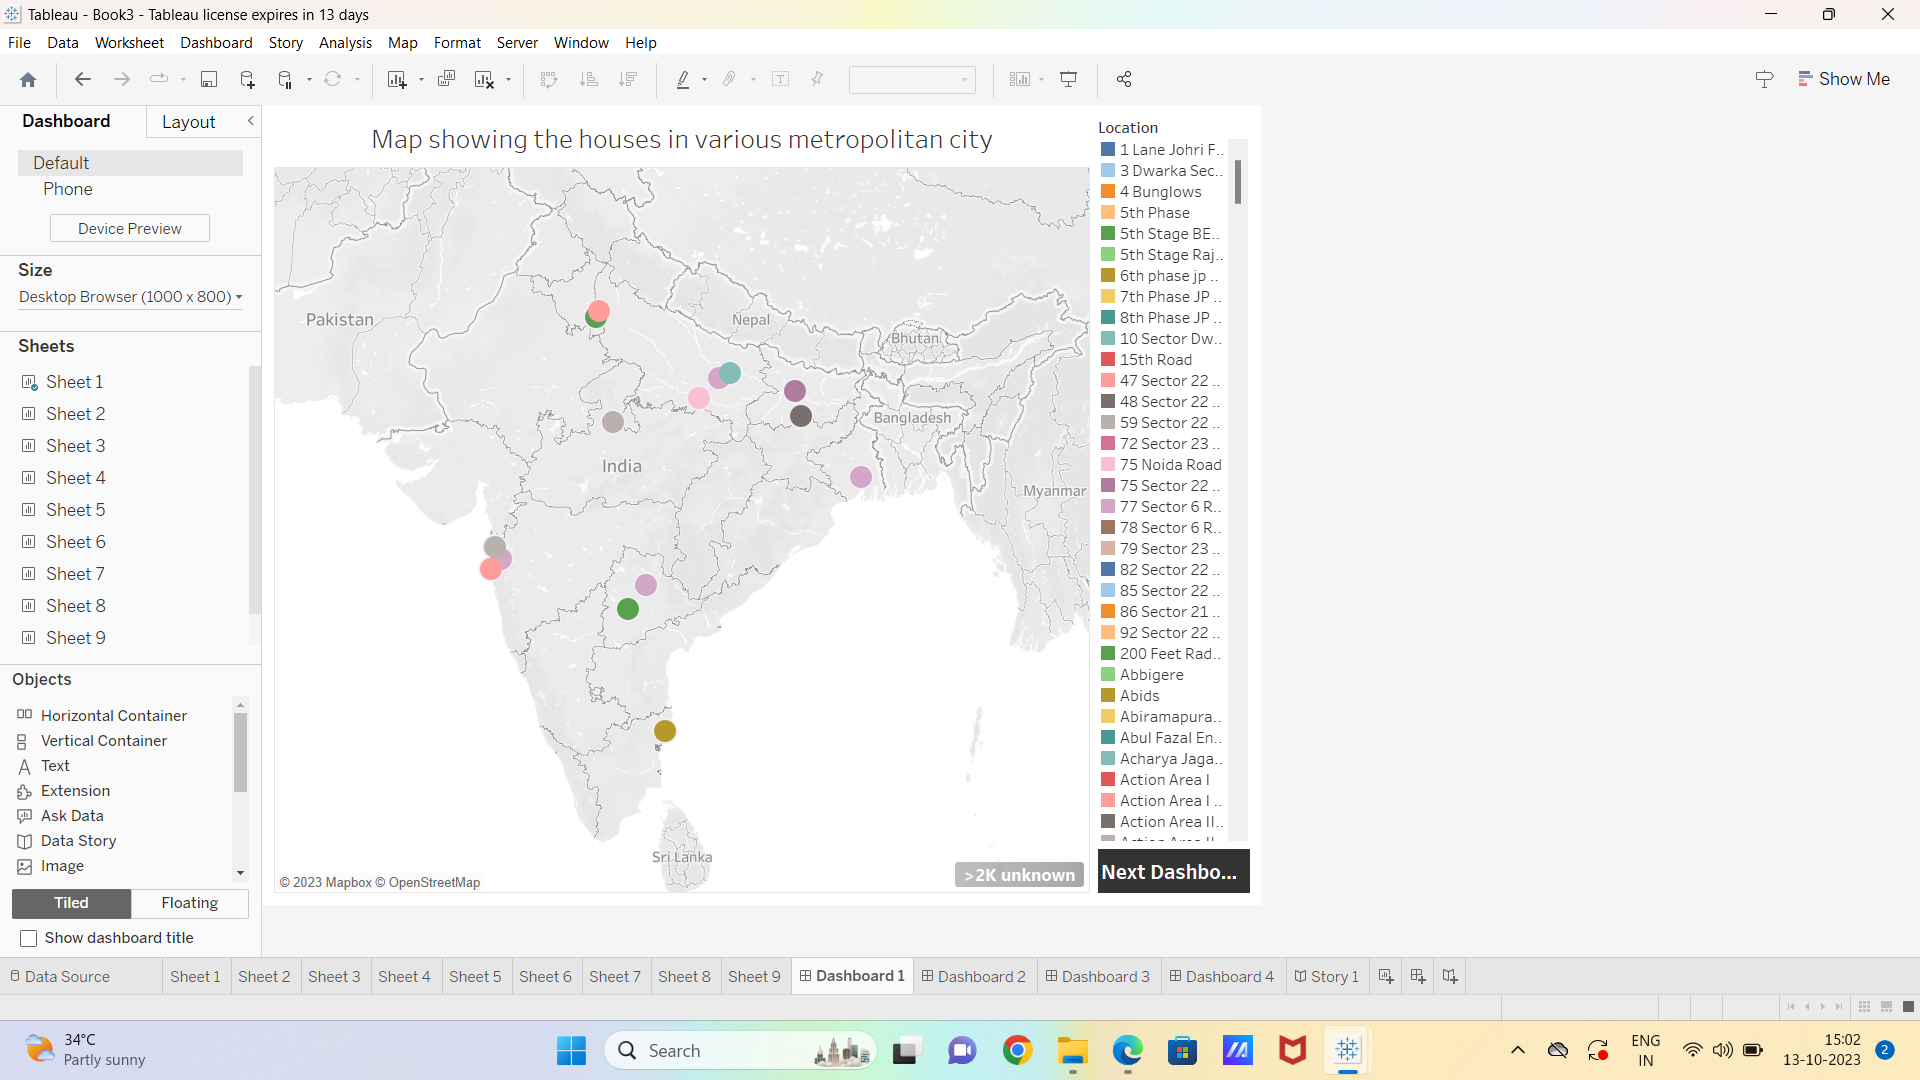 Tableau - Book3 - Tableau license expires in 13 days
File Data Worksheet Dashboard Story Analysis Map Format Server Window Help
Show Me
Dashboard Layout
Default
Phone
Device Preview
Size
Desktop Browser (1000 x 800)
Sheets
Sheet 1
Sheet 2
Sheet 3
Sheet 4
Sheet 5
Sheet 6
Sheet 7
Sheet 8
Sheet 9
Objects
Horizontal Container
Vertical Container
Text
Extension
Ask Data
Data Story
Image
Tiled Floating
Show dashboard title
Map showing the houses in various metropolitan city
Pakistan
Nepal
Bhutan
Bangladesh
India
Myanmar
Sri Lanka
© 2023 Mapbox © OpenStreetMap
>2K unknown
Location
1 Lane Johri F..
3 Dwarka Sec..
4 Bunglows
5th Phase
5th Stage BE..
5th Stage Raj..
6th phase jp ..
7th Phase JP ..
8th Phase JP ..
10 Sector Dw..
15th Road
47 Sector 22 ..
48 Sector 22 ..
59 Sector 22 ..
72 Sector 23 ..
75 Noida Road
75 Sector 22 ..
77 Sector 6 R..
78 Sector 6 R..
79 Sector 23 ..
82 Sector 22 ..
85 Sector 22 ..
86 Sector 21 ..
92 Sector 22 ..
200 Feet Rad..
Abbigere
Abids
Abiramapura..
Abul Fazal En..
Acharya Jaga..
Action Area I
Action Area I ..
Action Area II..
Next Dashbo...
Data Source Sheet 1 Sheet 2 Sheet 3 Sheet 4 Sheet 5 Sheet 6 Sheet 7 Sheet 8 Sheet 9 Dashboard 1 Dashboard 2 Dashboard 3 Dashboard 4 Story 1
34°C
Partly sunny
Search
ENG
IN
15:02
13-10-2023
2